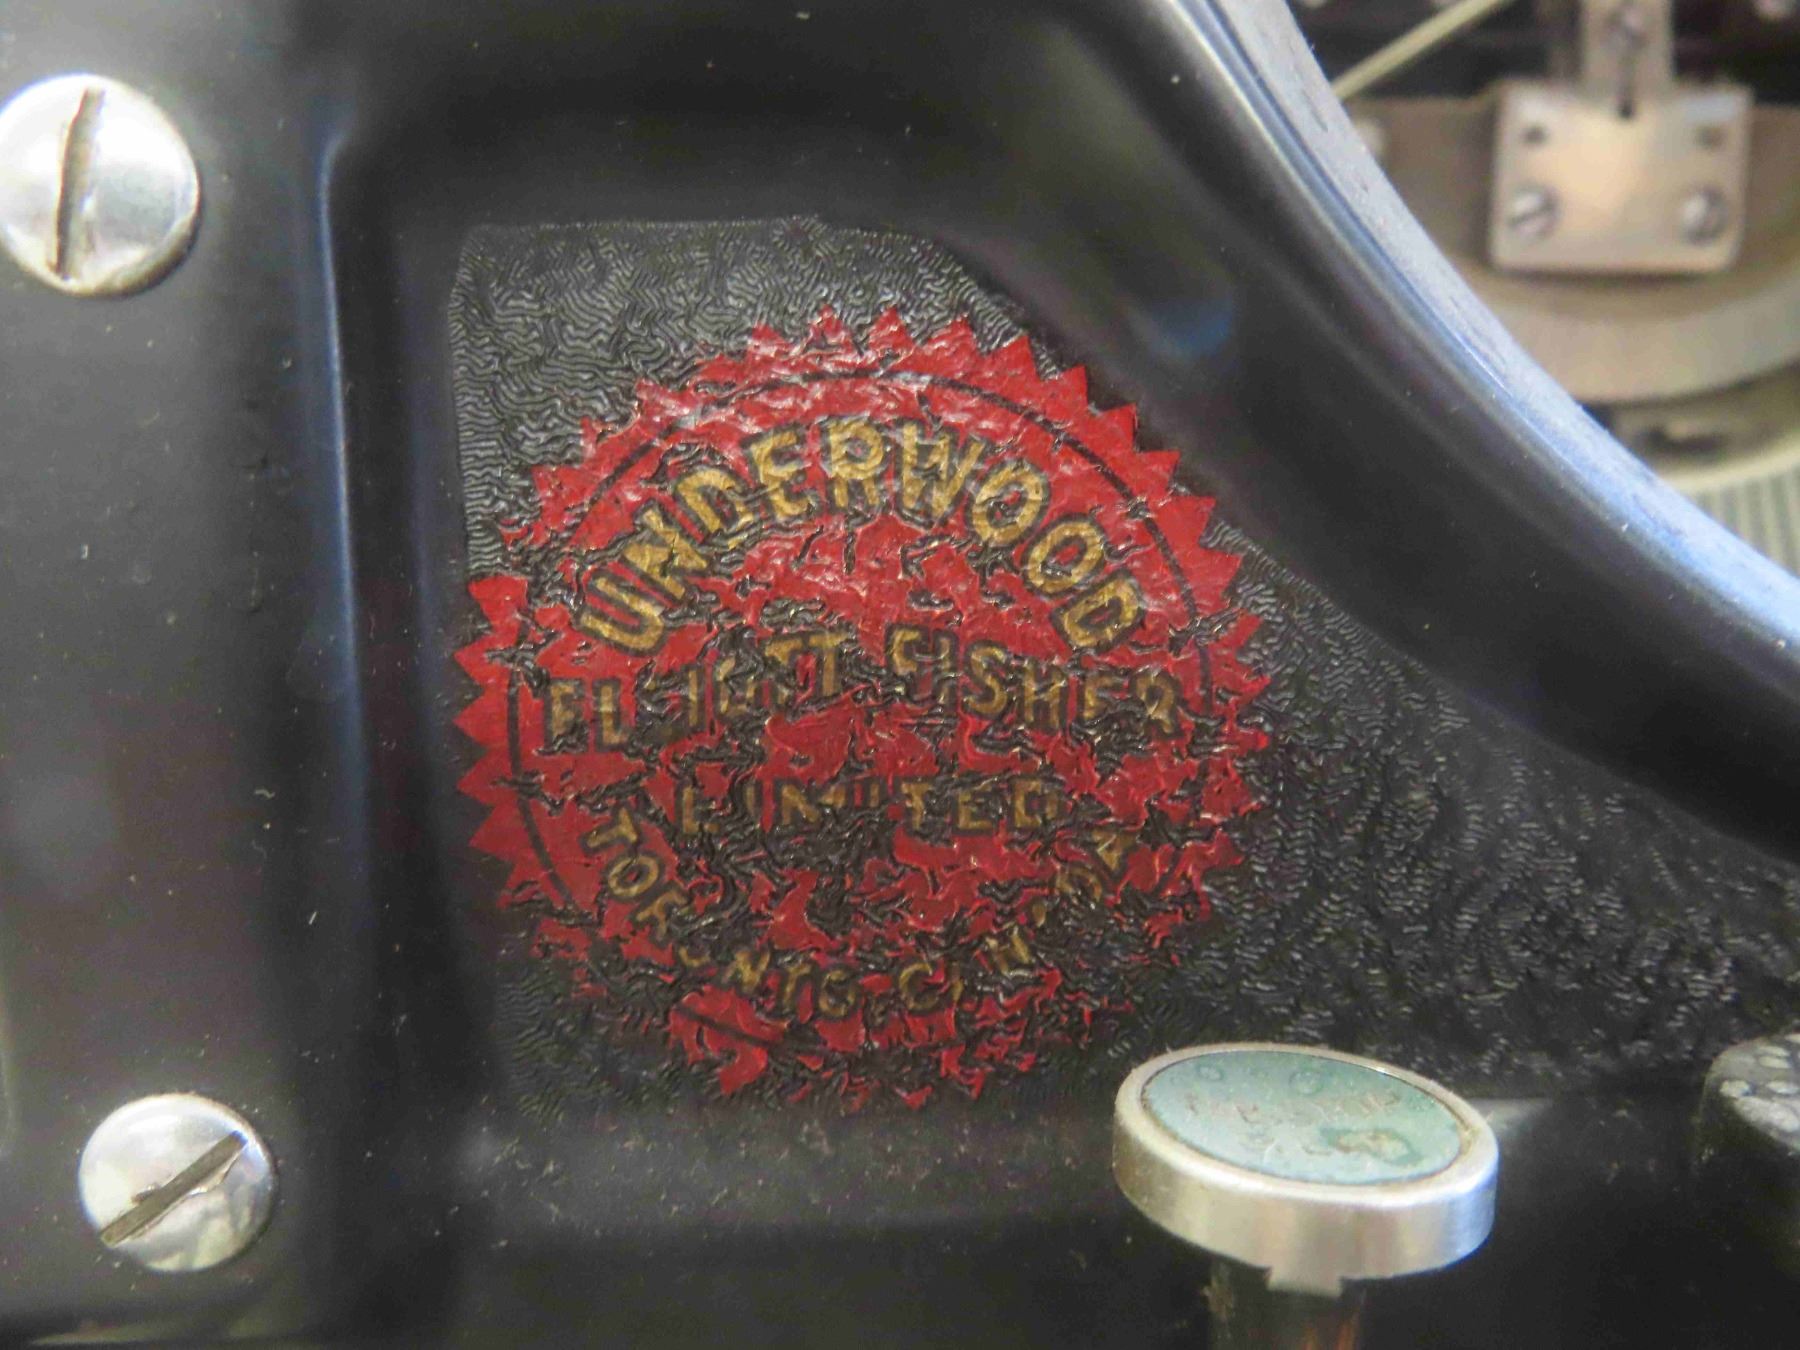 UNDERWOOD
ELLIOTT FISHER
LIMITED
TORONTO CANADA